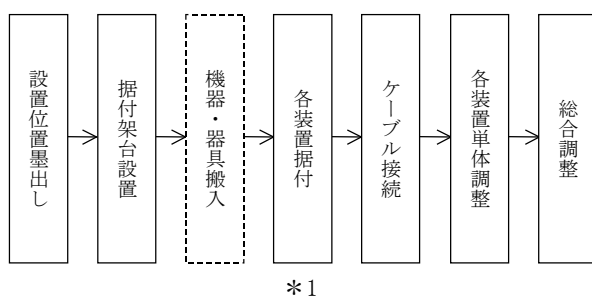 設置位置墨出し
据付架台設置
機器・器具搬入
各装置据付
ケーブル接続
各装置単体調整
総合調整
＊1